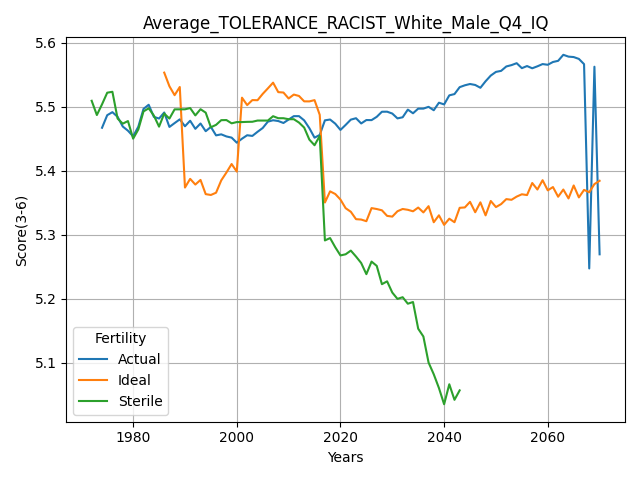 Average_TOLERANCE_RACIST_White_Male_Q4_IQ
5.6
5.5
5.4
5.3
5.2
5.1
Score(3-6)
Fertility
Actual
Ideal
Sterile
1980 2000 2020 2040 2060
Years